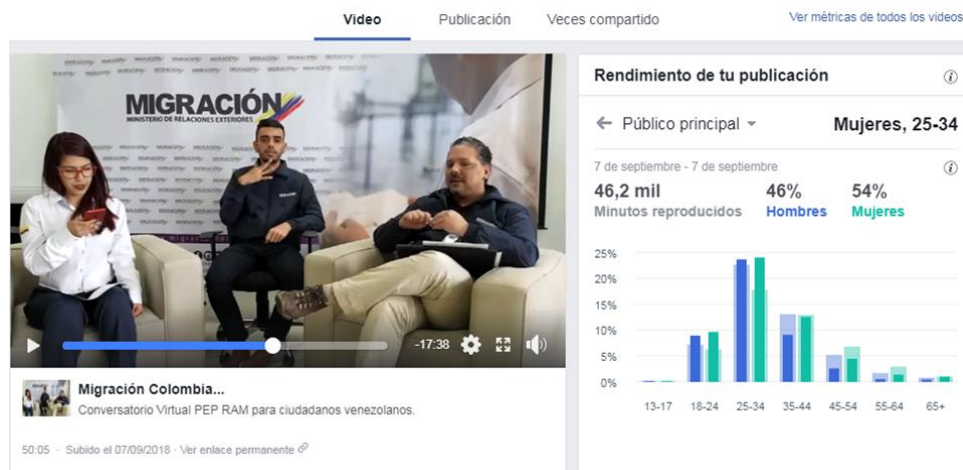 Video
Publicación
Veces compartido
Ver métricas de todos los videos
MIGRACIÓN
MINISTERIO DE RELACIONES EXTERIORES
-17:38
Migración Colombia...
Conversatorio Virtual PEP RAM para ciudadanos venezolanos.
50:05 · Subido el 07/09/2018 · Ver enlace permanente
Rendimiento de tu publicación
Público principal
Mujeres, 25-34
7 de septiembre - 7 de septiembre
46,2 mil
46%
54%
Minutos reproducidos
Hombres
Mujeres
25%
20%
15%
10%
5%
0%
13-17
18-24
25-34
35-44
45-54
55-64
65+